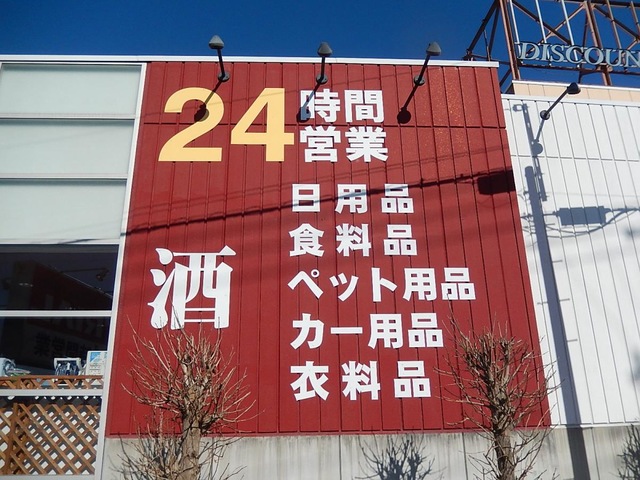 DISCOUN
24時間
営業
酒
日用品
食料品
ペット用品
カー用品
衣料品